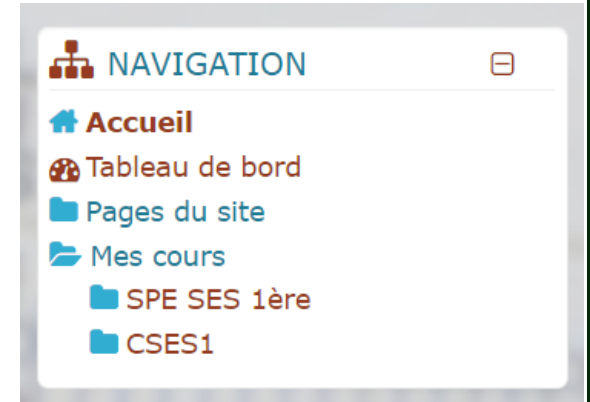 NAVIGATION
Accueil
Tableau de bord
Pages du site
Mes cours
SPE SES 1ère
CSES1